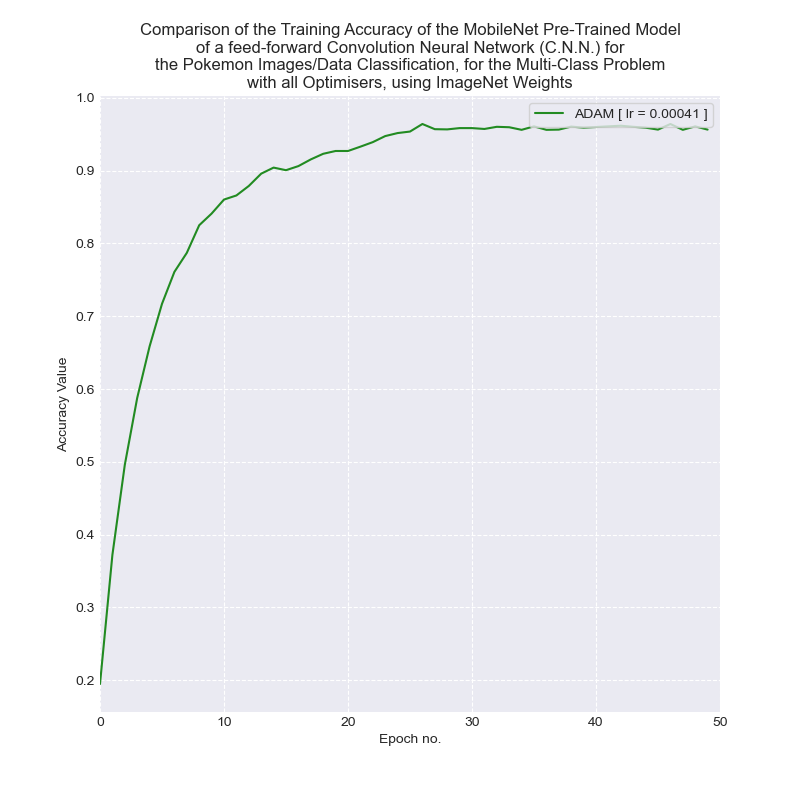 Comparison of the Training Accuracy of the MobileNet Pre-Trained Model
of a feed-forward Convolution Neural Network (C.N.N.) for
the Pokemon Images/Data Classification, for the Multi-Class Problem
with all Optimisers, using ImageNet Weights
ADAM [ lr = 0.00041 ]
1.0
0.9
0.8
0.7
0.6
0.5
0.4
0.3
0.2
Accuracy Value
0 10 20 30 40 50
Epoch no.